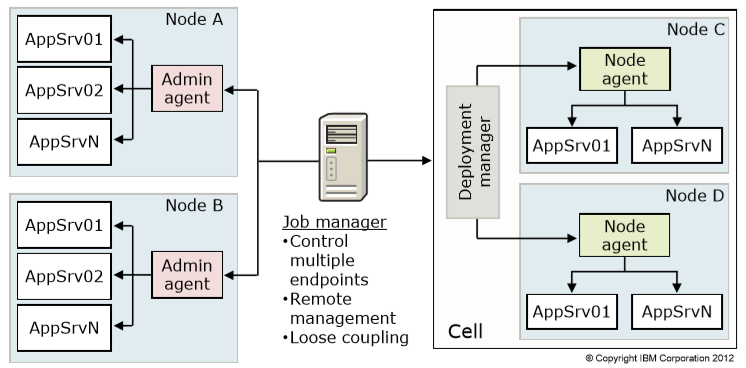 Node A
AppSrv01
AppSrv02
AppSrvN
Admin
agent
Node B
AppSrv01
AppSrv02
AppSrvN
Admin
agent
Job manager
•Control
multiple
endpoints
•Remote
management
•Loose coupling
Deployment
manager
Cell
Node C
Node
agent
AppSrv01
AppSrvN
Node D
Node
agent
AppSrv01
AppSrvN
© Copyright IBM Corporation 2012